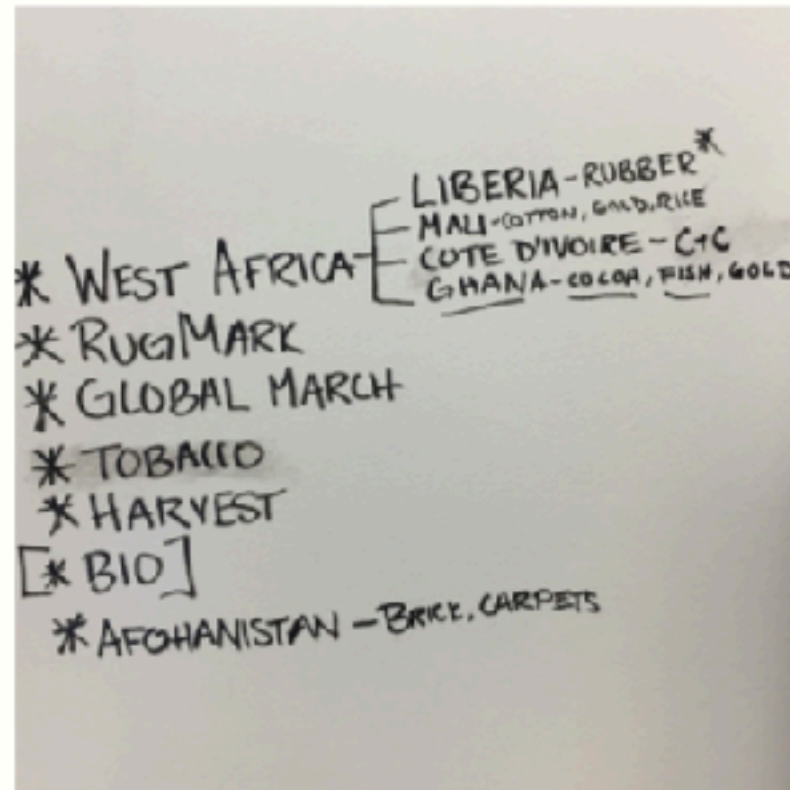 LIBERIA-RUBBER*
MALI-COTTON, GOLD, RICE
COTE D'IVOIRE - C+C
GHANA-COCOA, FISH, GOLD
* WEST AFRICA
* RUGMARK
* GLOBAL MARCH
* TOBACCO
* HARVEST
[* BIO]
* AFGHANISTAN - BRICK, CARPETS